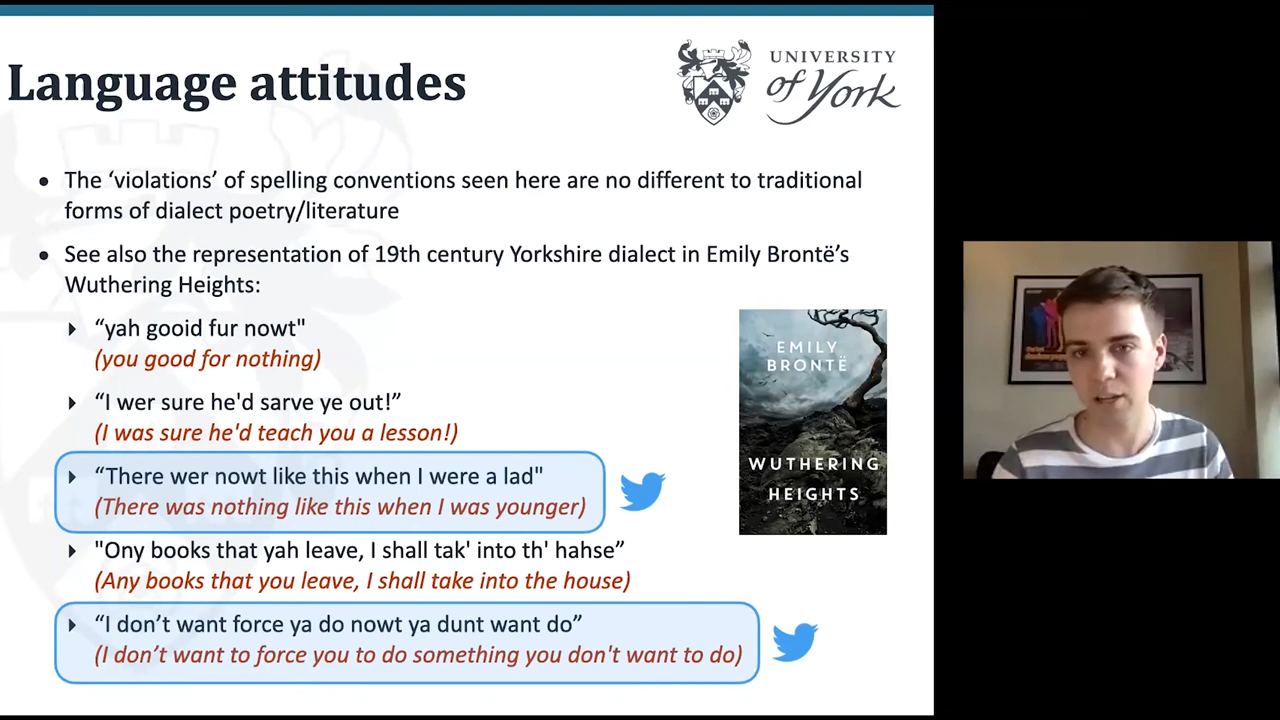 Language attitudes
UNIVERSITY
of York
• The ‘violations’ of spelling conventions seen here are no different to traditional
forms of dialect poetry/literature
• See also the representation of 19th century Yorkshire dialect in Emily Brontë’s
Wuthering Heights:
“yah gooid fur nowt"
(you good for nothing)
“I wer sure he'd sarve ye out!”
(I was sure he'd teach you a lesson!)
“There wer nowt like this when I were a lad"
(There was nothing like this when I was younger)
"Ony books that yah leave, I shall tak' into th' hahse”
(Any books that you leave, I shall take into the house)
“I don’t want force ya do nowt ya dunt want do”
(I don’t want to force you to do something you don't want to do)
EMILY
BRONTË
WUTHERING
HEIGHTS